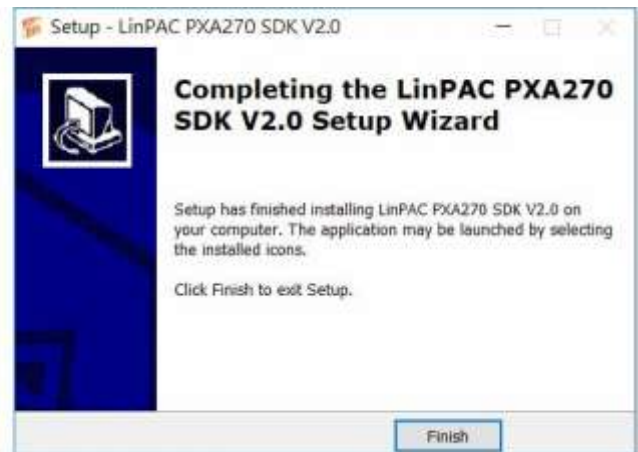 Setup - LinPAC PXA270 SDK V2.0
Completing the LinPAC PXA270
SDK V2.0 Setup Wizard
Setup has finished installing LinPAC PXA270 SDK V2.0 on
your computer. The application may be launched by selecting
the installed icons.
Click Finish to exit Setup.
Finish